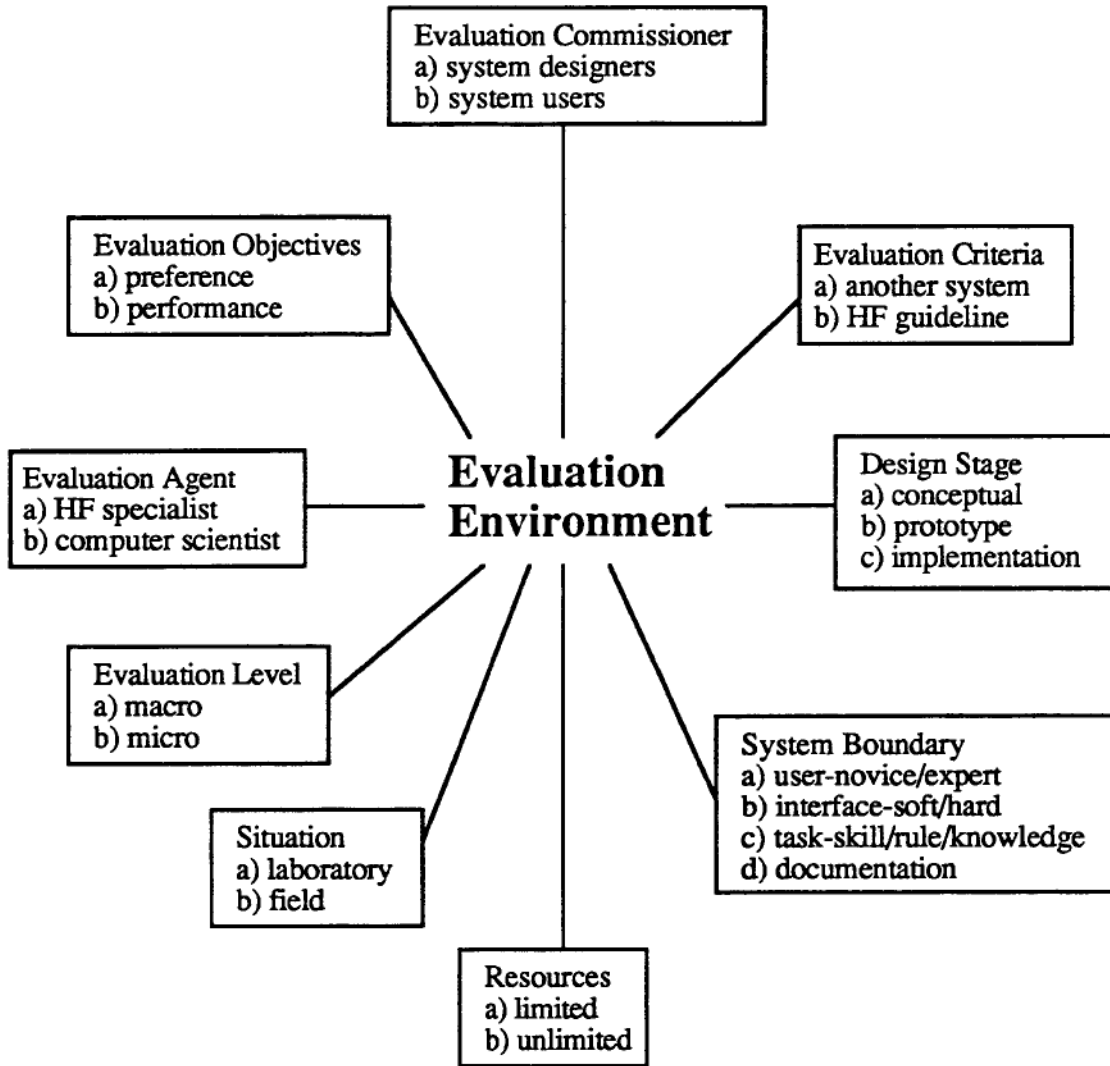 Evaluation Commissioner
a) system designers
b) system users
Evaluation Objectives
a) preference
b) performance
Evaluation Criteria
a) another system
b) HF guideline
Evaluation Agent
a) HF specialist
b) computer scientist
Evaluation
Environment
Design Stage
a) conceptual
b) prototype
c) implementation
Evaluation Level
a) macro
b) micro
System Boundary
a) user-novice/expert
b) interface-soft/hard
c) task-skill/rule/knowledge
d) documentation
Situation
a) laboratory
b) field
Resources
a) limited
b) unlimited